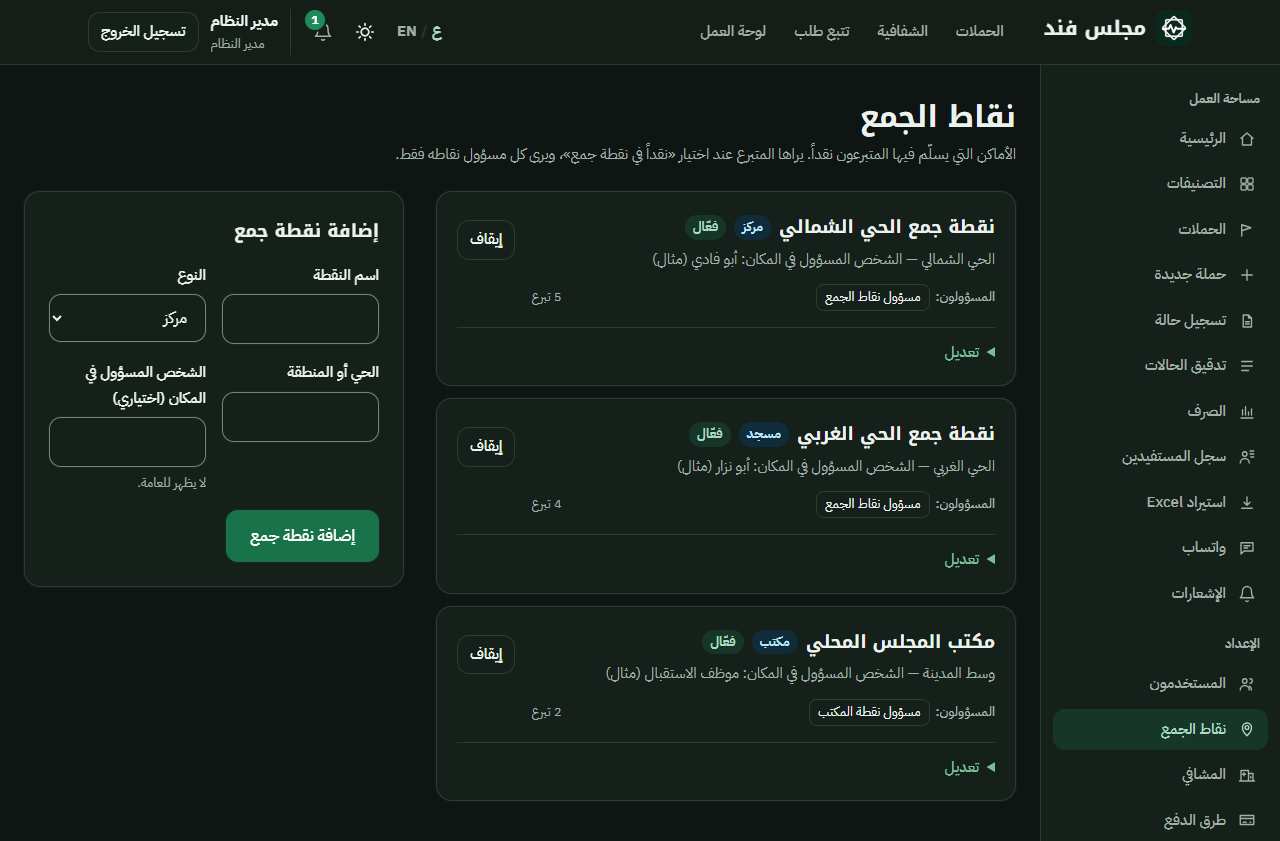 مجلس فند
الحملات
الشفافية
تتبع طلب
لوحة العمل
ع / EN
1
مدير النظام
مدير النظام
تسجيل الخروج
مساحة العمل
الرئيسية
التصنيفات
الحملات
حملة جديدة
تسجيل حالة
تدقيق الحالات
الصرف
سجل المستفيدين
استيراد Excel
واتساب
الإشعارات
الإعداد
المستخدمون
نقاط الجمع
المشافي
طرق الدفع
نقاط الجمع
الأماكن التي يسلّم فيها المتبرعون نقداً. يراها المتبرع عند اختيار «نقداً في نقطة جمع»، ويرى كل مسؤول نقاطه فقط.
نقطة جمع الحي الشمالي مركز فعّال
إيقاف
الحي الشمالي — الشخص المسؤول في المكان: أبو فادي (مثال)
المسؤولون: مسؤول نقاط الجمع 5 تبرع
تعديل
نقطة جمع الحي الغربي مسجد فعّال
إيقاف
الحي الغربي — الشخص المسؤول في المكان: أبو نزار (مثال)
المسؤولون: مسؤول نقاط الجمع 4 تبرع
تعديل
مكتب المجلس المحلي مكتب فعّال
إيقاف
وسط المدينة — الشخص المسؤول في المكان: موظف الاستقبال (مثال)
المسؤولون: مسؤول نقطة المكتب 2 تبرع
تعديل
إضافة نقطة جمع
اسم النقطة
النوع
مركز
الحي أو المنطقة
الشخص المسؤول في
المكان (اختياري)
لا يظهر للعامة.
إضافة نقطة جمع